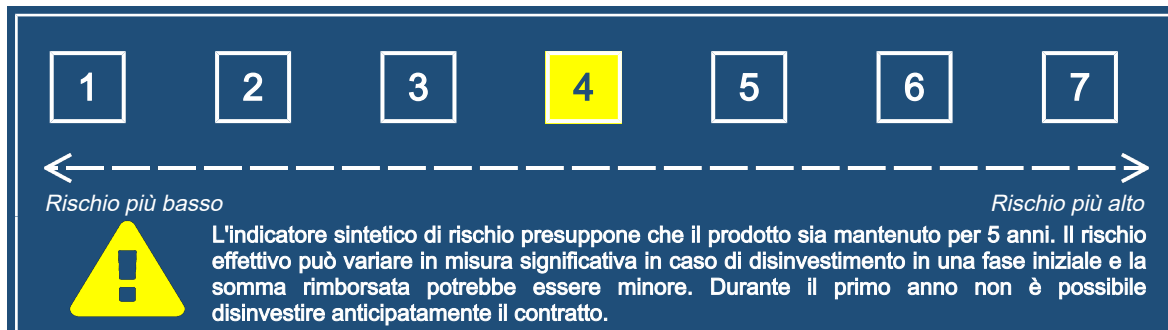 1 2 3 4 5 6 7
Rischio più basso Rischio più alto
L'indicatore sintetico di rischio presuppone che il prodotto sia mantenuto per 5 anni. Il rischio
effettivo può variare in misura significativa in caso di disinvestimento in una fase iniziale e la
somma rimborsata potrebbe essere minore. Durante il primo anno non è possibile
disinvestire anticipatamente il contratto.